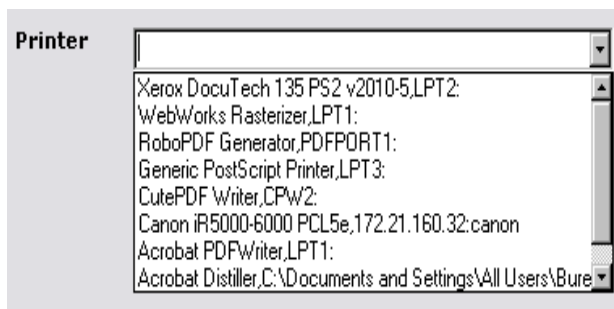 Printer
Xerox DocuTech 135 PS2 v2010-5,LPT2:
WebWorks Rasterizer,LPT1:
RoboPDF Generator,PDFPORT1:
Generic PostScript Printer,LPT3:
CutePDF Writer,CPW2:
Canon iR5000-6000 PCL5e,172.21.160.32:canon
Acrobat PDFWriter,LPT1:
Acrobat Distiller,C:\Documents and Settings\All Users\Bure